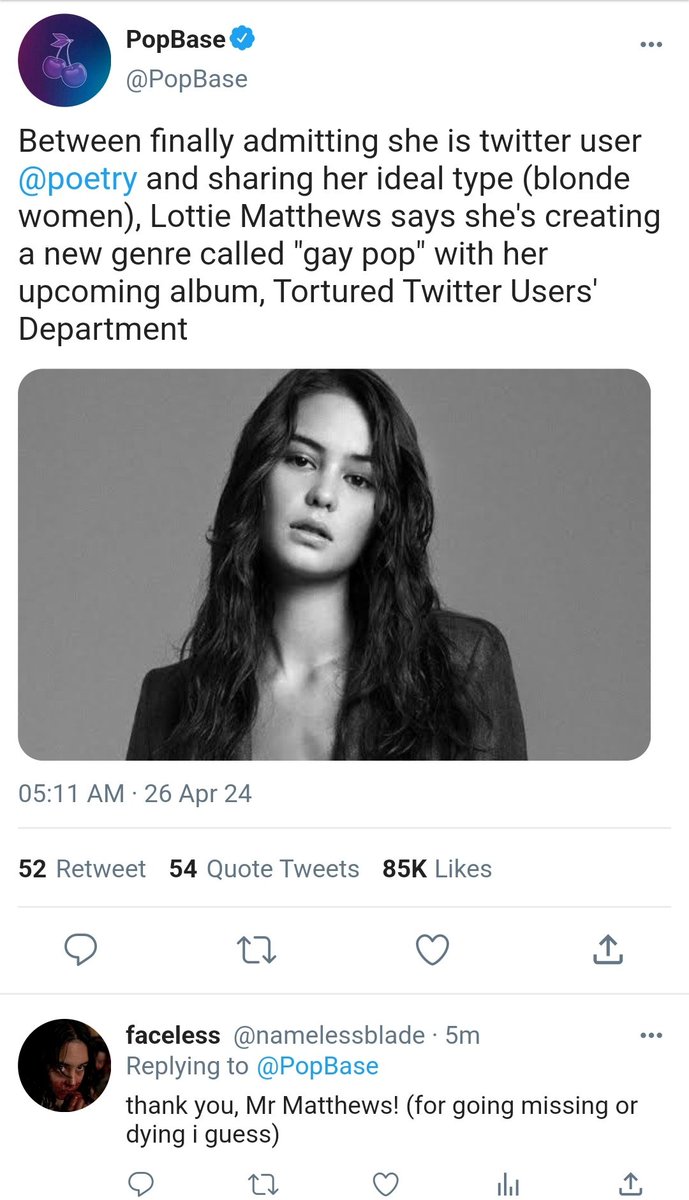 PopBase
@PopBase
Between finally admitting she is twitter user
@poetry and sharing her ideal type (blonde
women), Lottie Matthews says she's creating
a new genre called "gay pop" with her
upcoming album, Tortured Twitter Users'
Department
05:11 AM · 26 Apr 24
52 Retweet 54 Quote Tweets 85K Likes
faceless @namelessblade · 5m
Replying to @PopBase
thank you, Mr Matthews! (for going missing or
dying i guess)